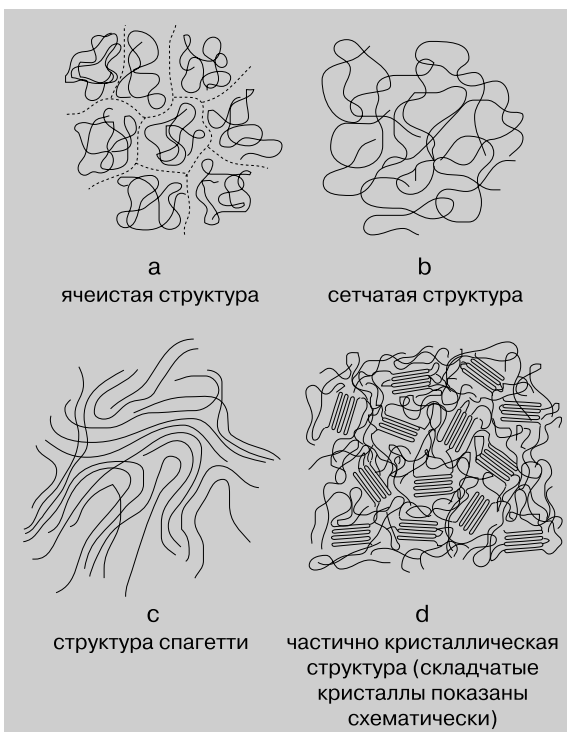 a
ячеистая структура
b
сетчатая структура
c
структура спагетти
d
частично кристаллическая
структура (складчатые
кристаллы показаны
схематически)